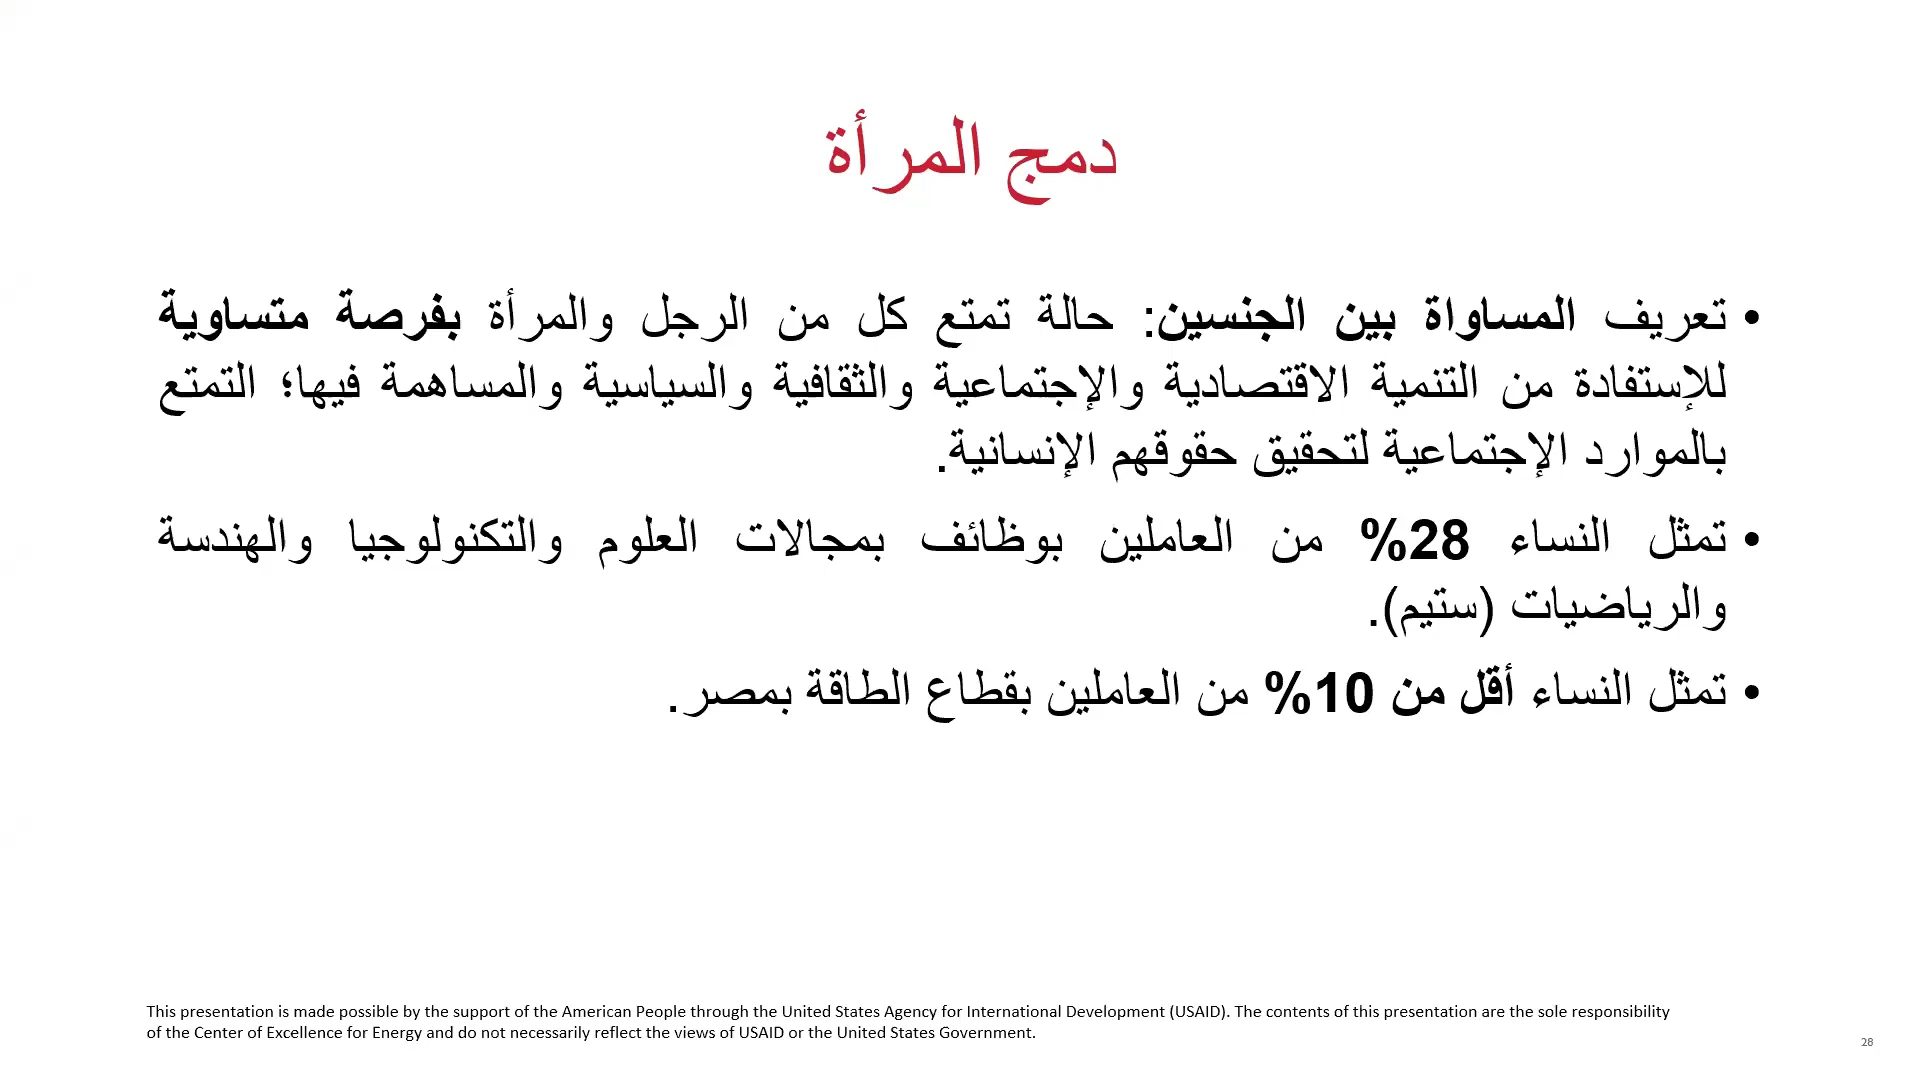 دمج المرأة
• تعريف المساواة بين الجنسين: حالة تمتع كل من الرجل والمرأة بفرصة متساوية
للإستفادة من التنمية الاقتصادية والإجتماعية والثقافية والسياسية والمساهمة فيها؛ التمتع
بالموارد الإجتماعية لتحقيق حقوقهم الإنسانية.
• تمثل النساء 28% من العاملين بوظائف بمجالات العلوم والتكنولوجيا والهندسة
والرياضيات (ستيم).
• تمثل النساء أقل من 10% من العاملين بقطاع الطاقة بمصر.
This presentation is made possible by the support of the American People through the United States Agency for International Development (USAID). The contents of this presentation are the sole responsibility
of the Center of Excellence for Energy and do not necessarily reflect the views of USAID or the United States Government.
28